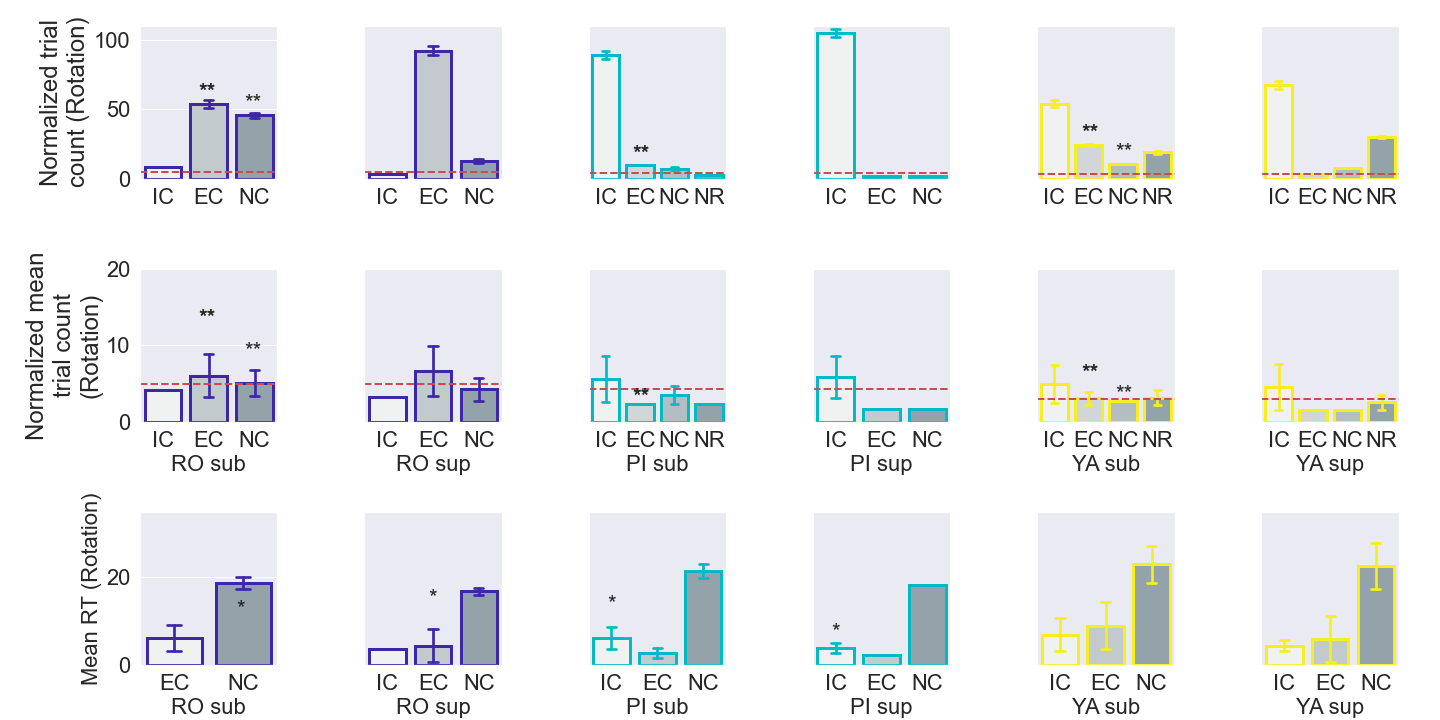 Normalized trial
count (Rotation)
100
50
0
**
**
**
**
**
IC EC NC
IC EC NC
IC EC NC NR
IC EC NC
IC EC NC NR
IC EC NC NR
Normalized mean
trial count
(Rotation)
20
10
0
**
**
**
**
**
IC EC NC
IC EC NC
IC EC NC NR
IC EC NC
IC EC NC NR
IC EC NC NR
RO sub
RO sup
PI sub
PI sup
YA sub
YA sup
Mean RT (Rotation)
20
0
*
*
*
*
EC NC
IC EC NC
IC EC NC
IC EC NC
IC EC NC
IC EC NC
RO sub
RO sup
PI sub
PI sup
YA sub
YA sup